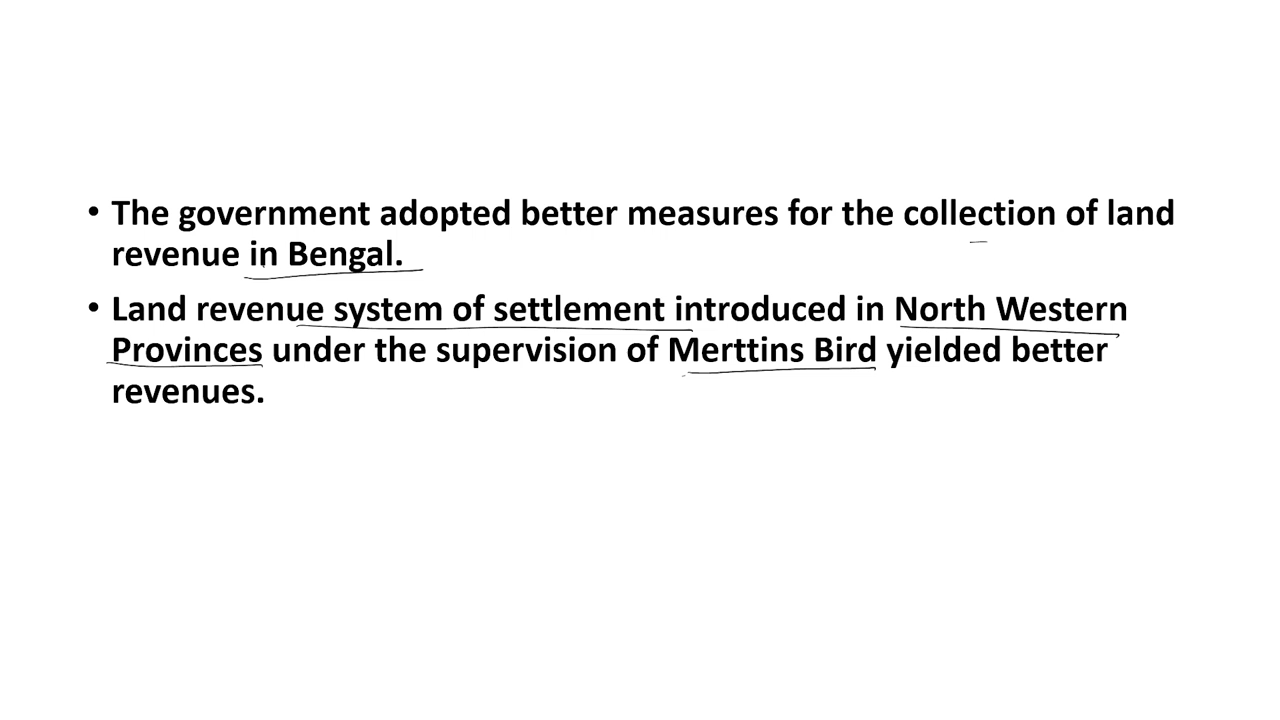 • The government adopted better measures for the collection of land
revenue in Bengal.
• Land revenue system of settlement introduced in North Western
Provinces under the supervision of Merttins Bird yielded better
revenues.